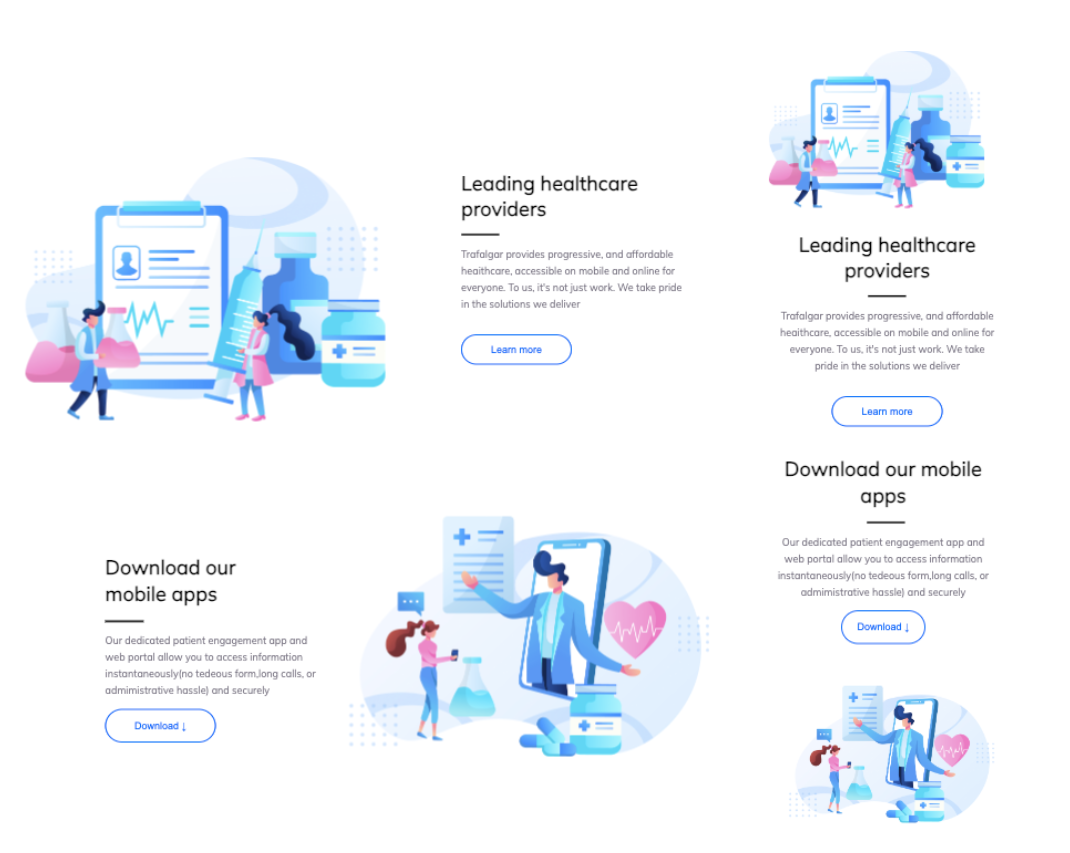 Leading healthcare
providers
Trafalgar provides progressive, and affordable
heaithcare, accessible on mobile and online for
everyone. To us, it's not just work. We take pride
in the solutions we deliver
Learn more
Download our
mobile apps
Our dedicated patient engagement app and
web portal allow you to access information
instantaneously(no tedeous form,long calls, or
admimistrative hassle) and securely
Download ↓
Leading healthcare
providers
Trafalgar provides progressive, and affordable
heaithcare, accessible on mobile and online for
everyone. To us, it's not just work. We take
pride in the solutions we deliver
Learn more
Download our mobile
apps
Our dedicated patient engagement app and
web portal allow you to access information
instantaneously(no tedeous form,long calls, or
admimistrative hassle) and securely
Download ↓